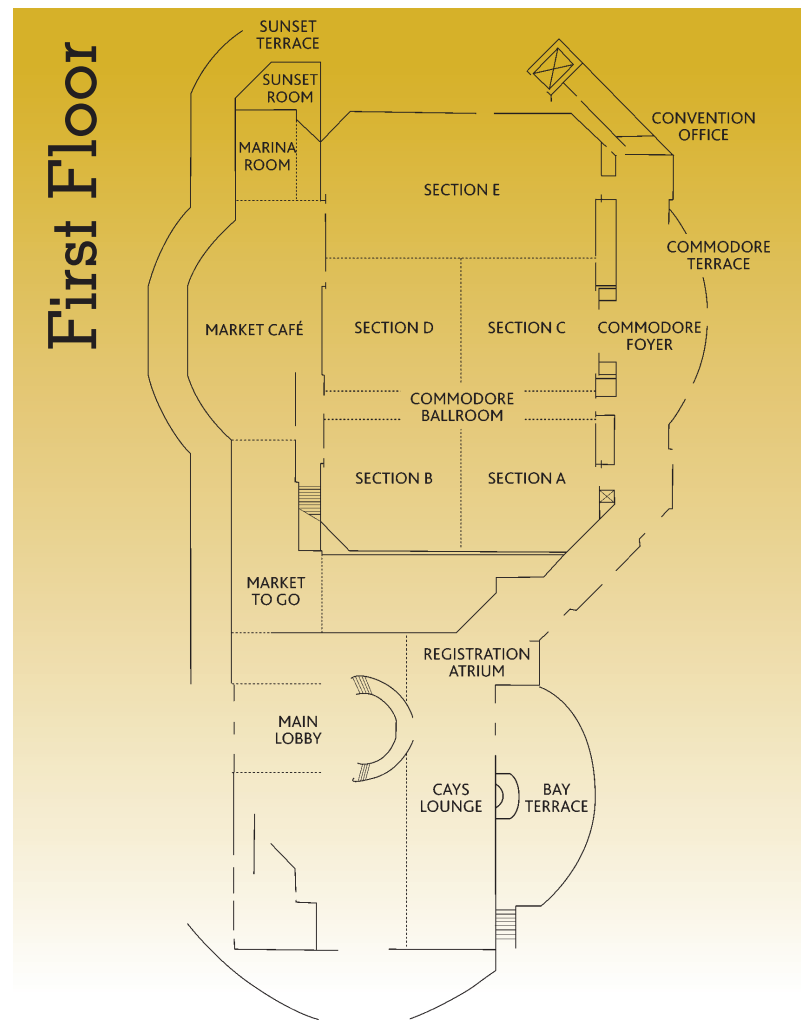 First Floor
SUNSET
TERRACE
SUNSET
ROOM
MARINA
ROOM
CONVENTION
OFFICE
SECTION E
COMMODORE
TERRACE
MARKET CAFÉ
SECTION D
SECTION C
COMMODORE
FOYER
COMMODORE
BALLROOM
SECTION B
SECTION A
MARKET
TO GO
REGISTRATION
ATRIUM
MAIN
LOBBY
CAYS
LOUNGE
BAY
TERRACE